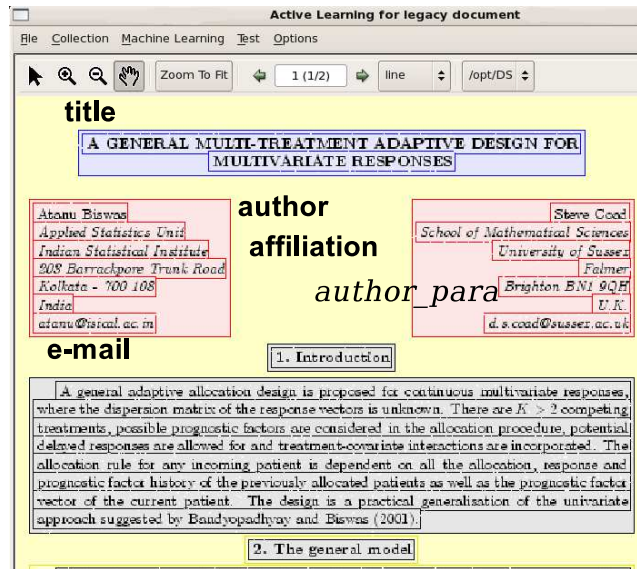 Active Learning for legacy document
File Collection Machine Learning Test Options
Zoom To Fit 1 (1/2) line /opt/DS
title
A GENERAL MULTI-TREATMENT ADAPTIVE DESIGN FOR
MULTIVARIATE RESPONSES
author
affiliation
author_para
Atanu Biswas
Applied Statistics Unit
Indian Statistical Institute
203 Barrackpore Trunk Road
Kolkata - 700 108
India
atanu@isical.ac.in
Steve Coad
School of Mathematical Sciences
University of Sussex
Falmer
Brighton BN1 9QH
U.K.
d.s.coad@sussex.ac.uk
e-mail
1. Introduction
A general adaptive allocation design is proposed for continuous multivariate responses,
where the dispersion matrix of the response vectors is unknown. There are K > 2 competing
treatments, possible prognostic factors are considered in the allocation procedure, potential
delayed responses are allowed for and treatment-covariate interactions are incorporated. The
allocation rule for any incoming patient is dependent on all the allocation, response and
prognostic factor history of the previously allocated patients as well as the prognostic factor
vector of the current patient. The design is a practical generalisation of the univariate
approach suggested by Bandyopadhyay and Biswas (2001).
2. The general model